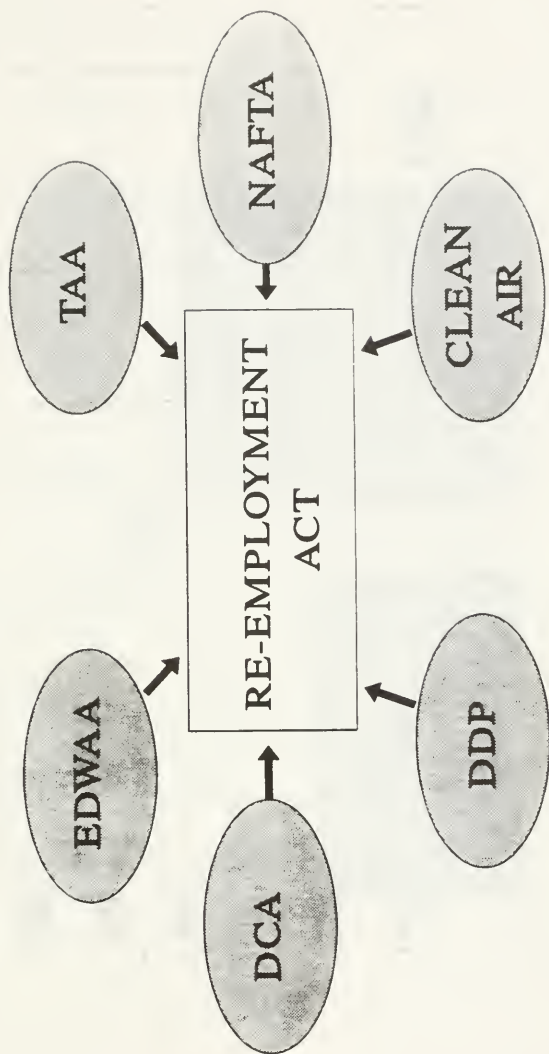 EDWAA
TAA
DCA
RE-EMPLOYMENT
ACT
NAFTA
DDP
CLEAN
AIR